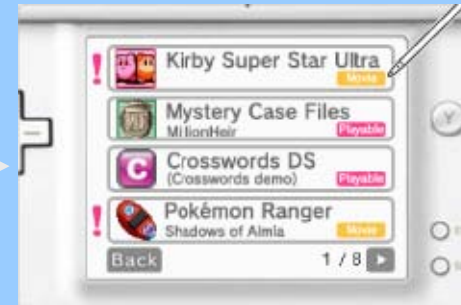 !
Kirby Super Star Ultra
Movie
Mystery Case Files
MillionHeir
Playable
C
Crosswords DS
(Crosswords demo)
Playable
!
Pokémon Ranger
Shadows of Almia
Movie
Back
1 / 8
Y